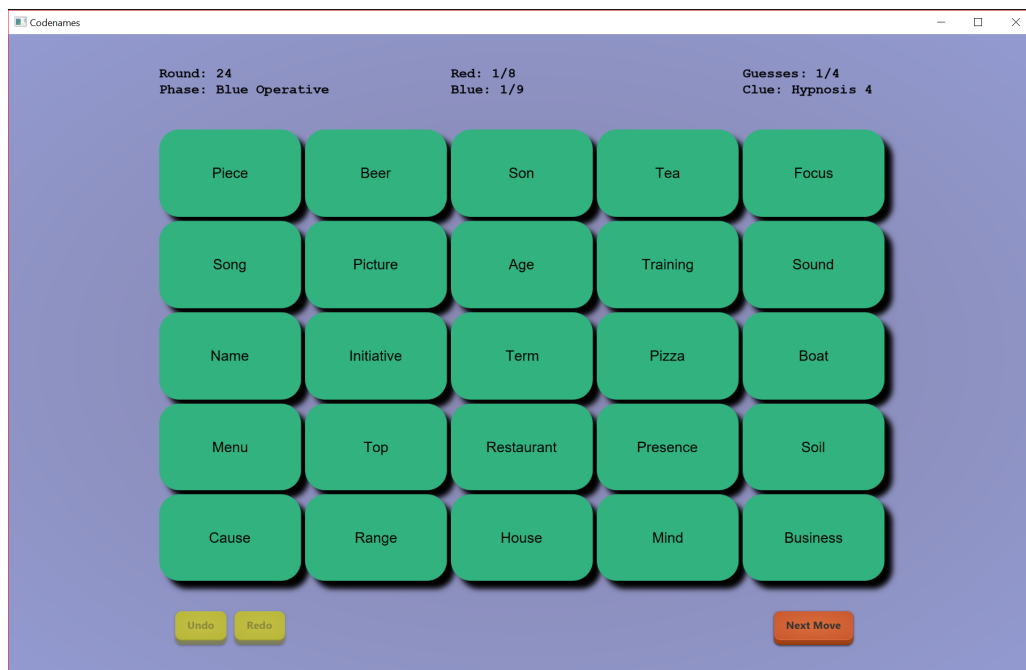 Codenames
Round: 24 Red: 1/8 Guesses: 1/4
Phase: Blue Operative Blue: 1/9 Clue: Hypnosis 4
Piece Beer Son Tea Focus
Song Picture Age Training Sound
Name Initiative Term Pizza Boat
Menu Top Restaurant Presence Soil
Cause Range House Mind Business
Undo Redo Next Move